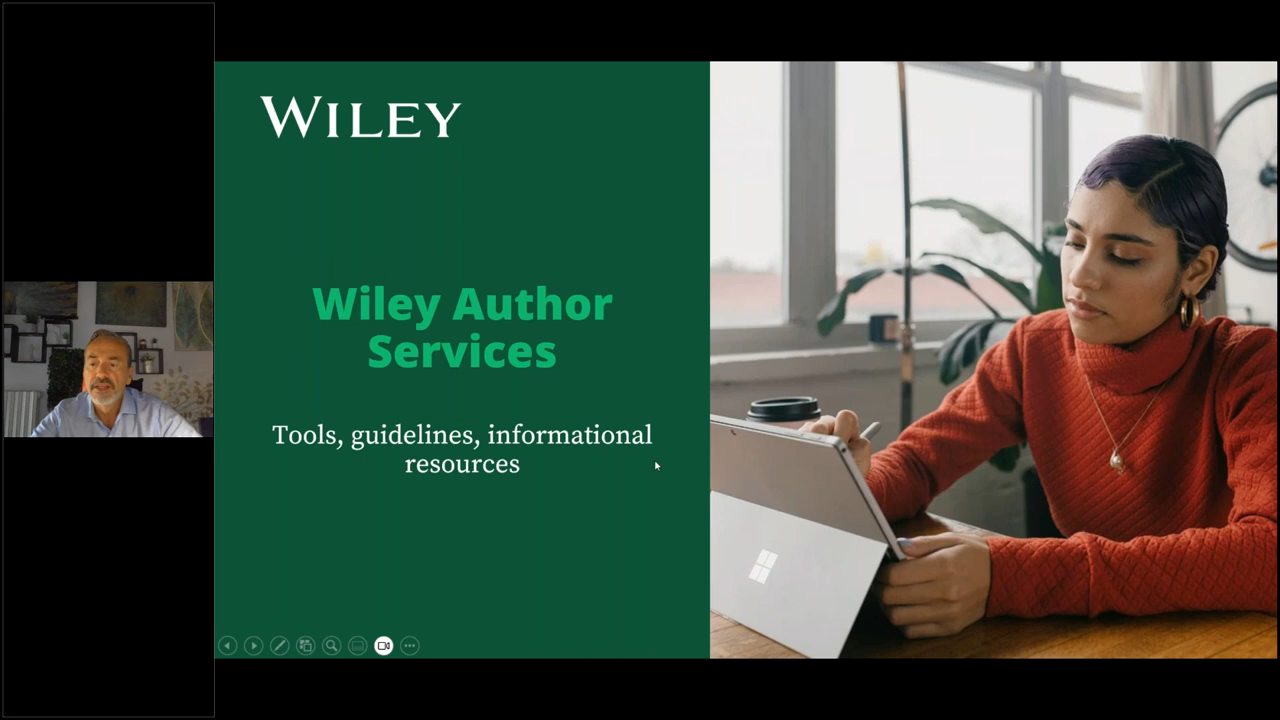 WILEY
Wiley Author
Services
Tools, guidelines, informational
resources